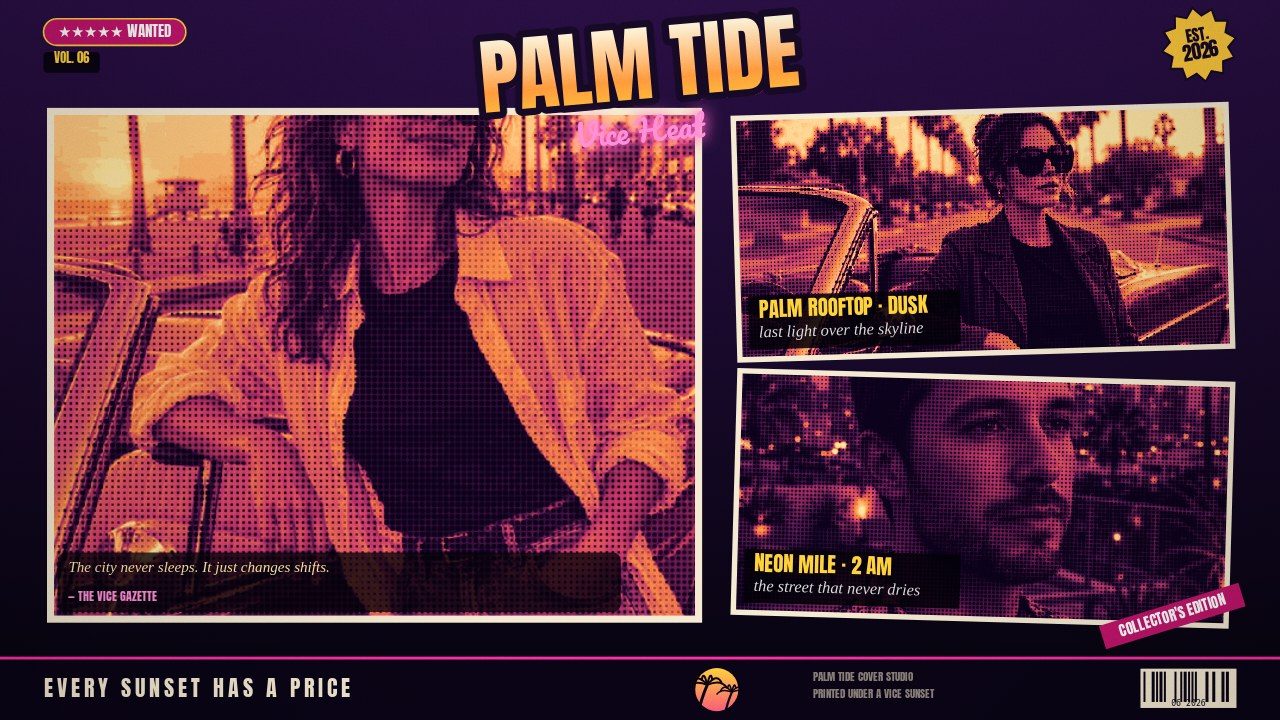 ★★★★★ WANTED
VOL. 06
PALM TIDE
Vice Heat
EST.
2026
PALM ROOFTOP · DUSK
last light over the skyline
The city never sleeps. It just changes shifts.
— THE VICE GAZETTE
NEON MILE · 2 AM
the street that never dries
COLLECTOR'S EDITION
EVERY SUNSET HAS A PRICE
PALM TIDE COVER STUDIO
PRINTED UNDER A VICE SUNSET
06 2026